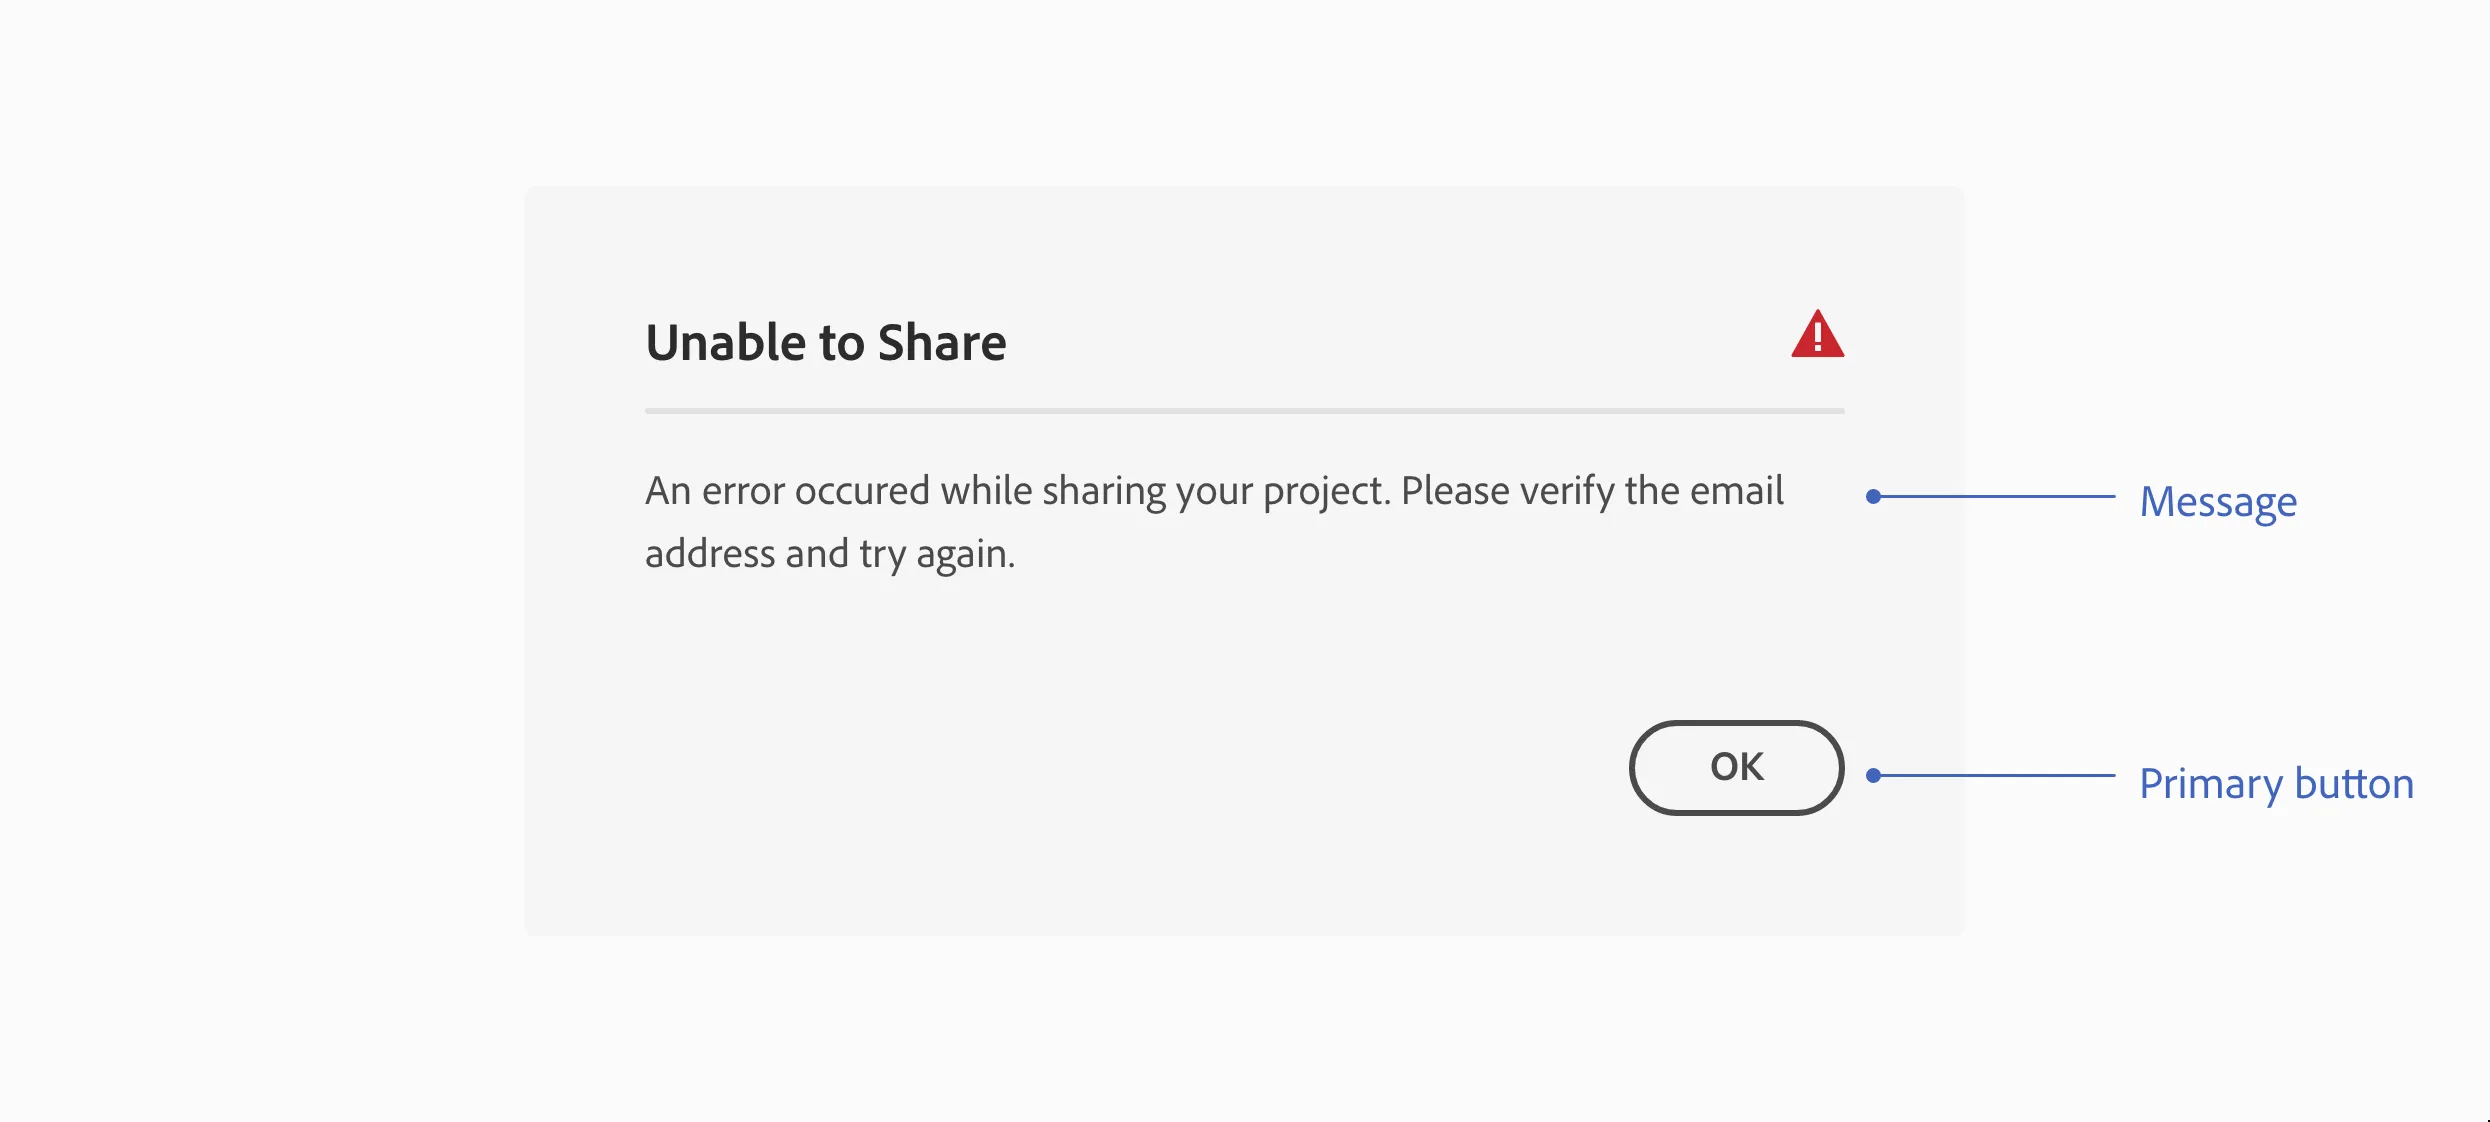 Unable to Share
An error occured while sharing your project. Please verify the email
address and try again.
Message
OK
Primary button